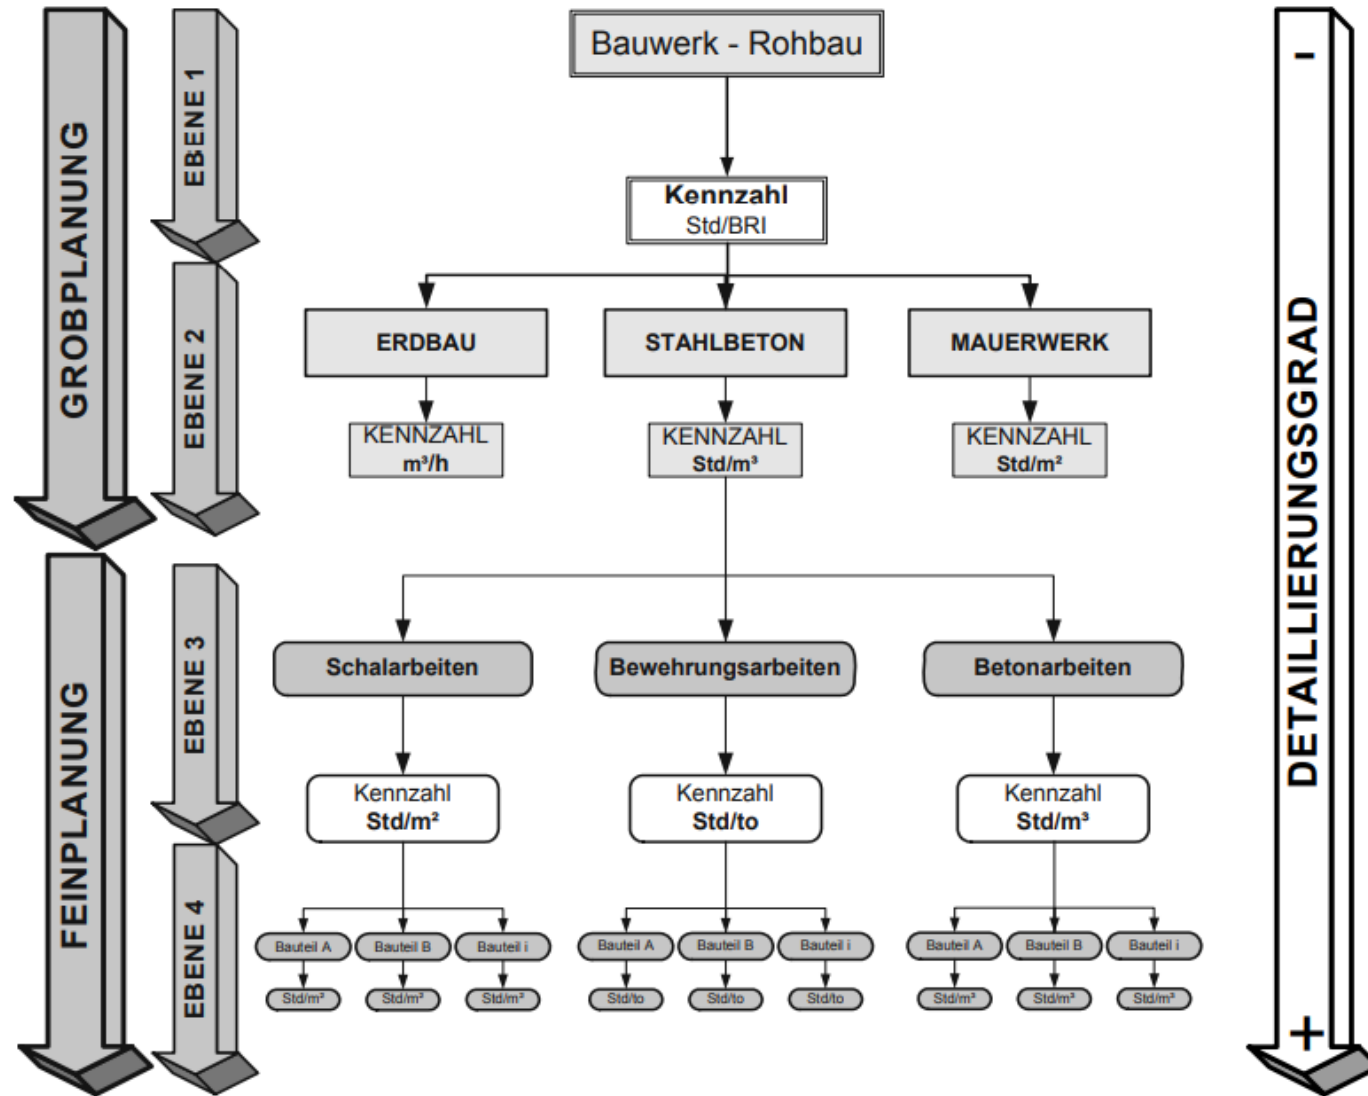 Bauwerk - Rohbau
-
EBENE 1
GROBPLANUNG
Kennzahl
Std/BRI
EBENE 2
ERDBAU
STAHLBETON
MAUERWERK
KENNZAHL
m³/h
KENNZAHL
Std/m³
KENNZAHL
Std/m²
DETAILLIERUNGSGRAD
FEINPLANUNG
EBENE 3
Schalarbeiten
Bewehrungsarbeiten
Betonarbeiten
Kennzahl
Std/m²
Kennzahl
Std/to
Kennzahl
Std/m³
EBENE 4
Bauteil A
Bauteil B
Bauteil i
Bauteil A
Bauteil B
Bauteil i
Bauteil A
Bauteil B
Bauteil i
Std/m²
Std/m²
Std/m²
Std/to
Std/to
Std/to
Std/m³
Std/m³
Std/m³
+